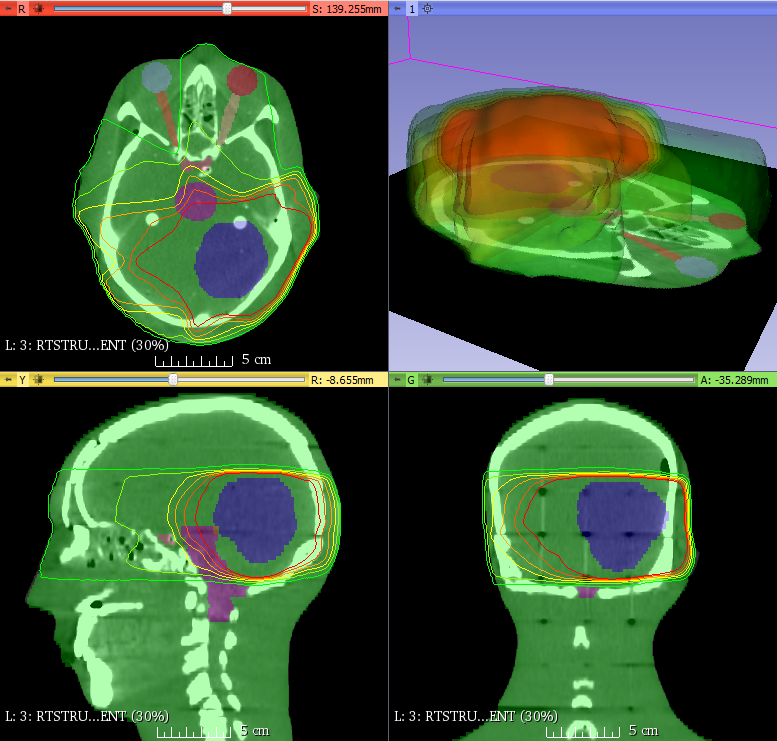 R S: 139.255mm
1
L: 3: RTSTRU...ENT (30%)
5 cm
Y R: -8.655mm
G A: -35.289mm
L: 3: RTSTRU...ENT (30%)
5 cm
L: 3: RTSTRU...ENT (30%)
5 cm